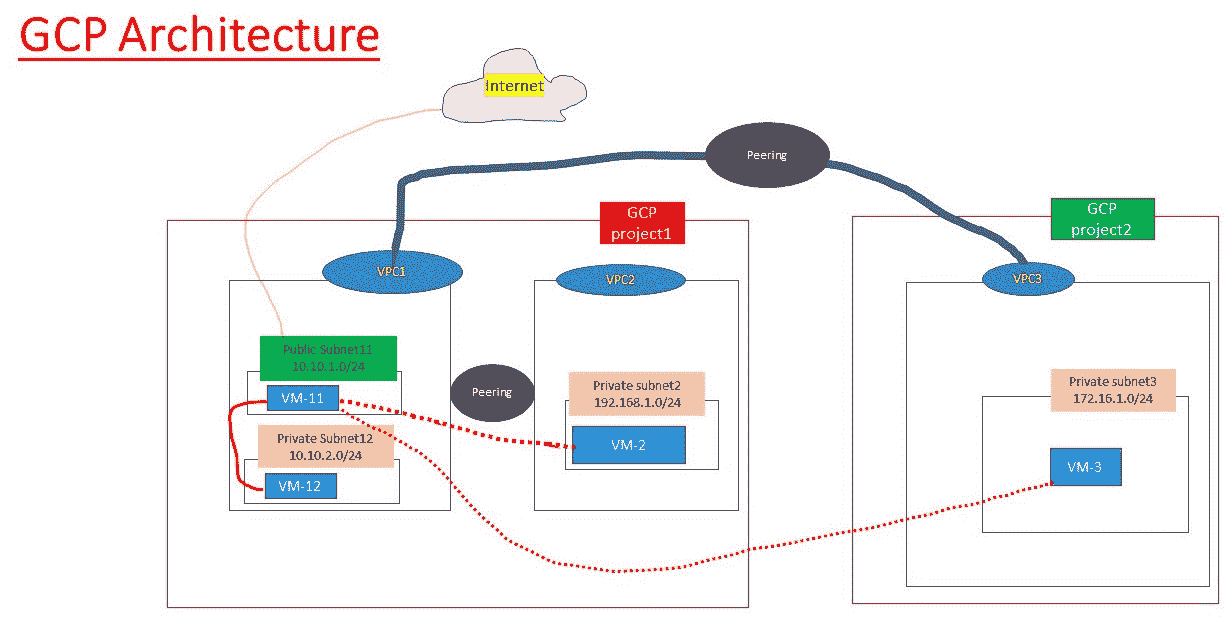 GCP Architecture
Internet
Peering
GCP
project1
GCP
project2
VPC1
VPC2
VPC3
Public Subnet11
10.10.1.0/24
VM-11
Private Subnet12
10.10.2.0/24
VM-12
Peering
Private subnet2
192.168.1.0/24
VM-2
Private subnet3
172.16.1.0/24
VM-3